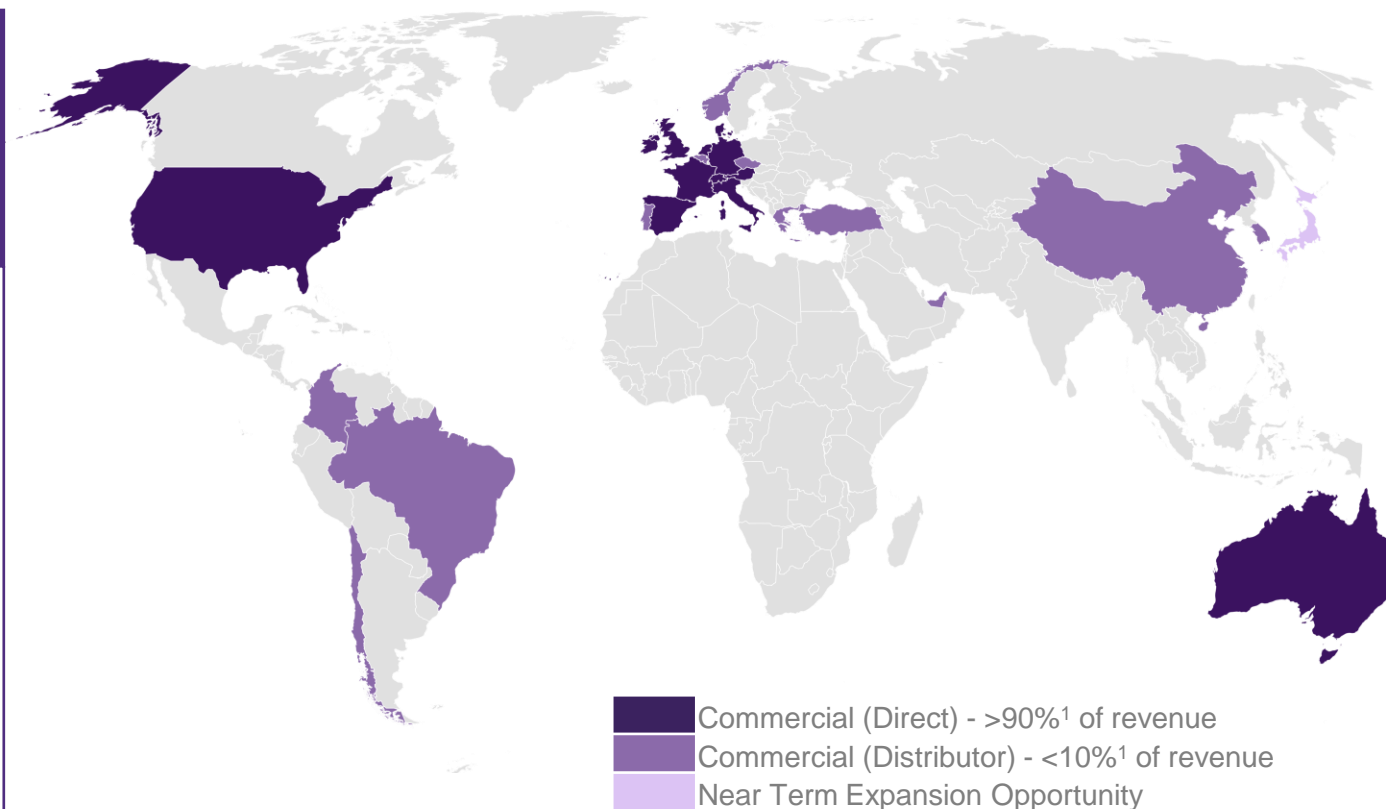 Commercial (Direct) - >90%¹ of revenue
Commercial (Distributor) - <10%¹ of revenue
Near Term Expansion Opportunity